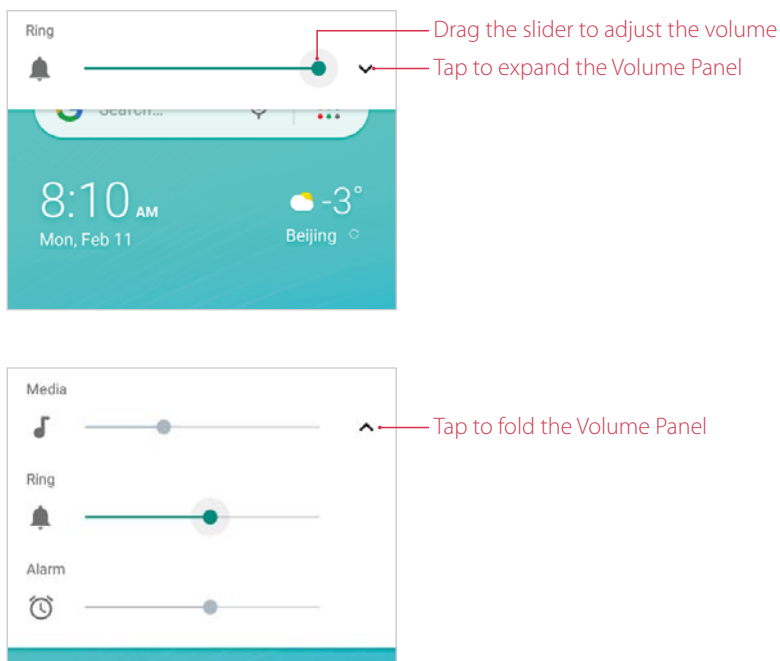 Ring
Drag the slider to adjust the volume
Tap to expand the Volume Panel
Search...
8:10 AM
-3°
Mon, Feb 11
Beijing
Media
Tap to fold the Volume Panel
Ring
Alarm